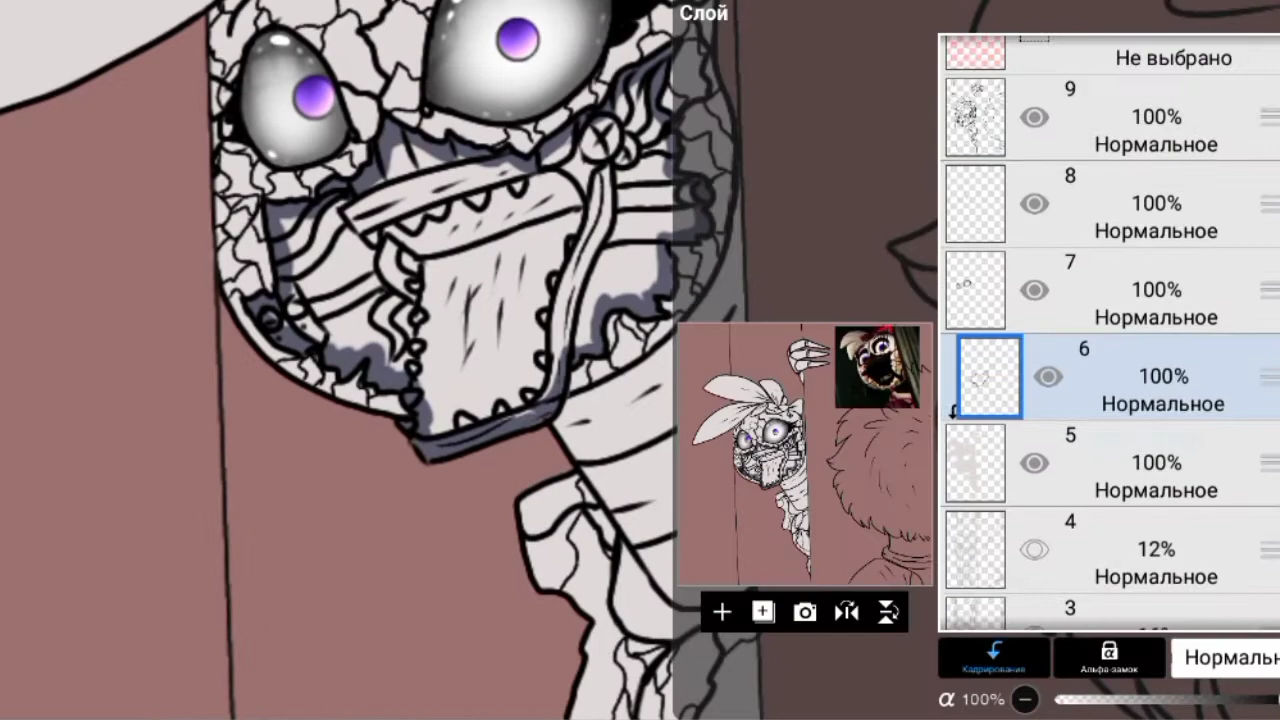 Слой
Не выбрано
9
100%
Нормальное
8
100%
Нормальное
7
100%
Нормальное
6
100%
Нормальное
5
100%
Нормальное
4
12%
Нормальное
3
Кадрирование
Альфа-замок
Нормальн
α 100%